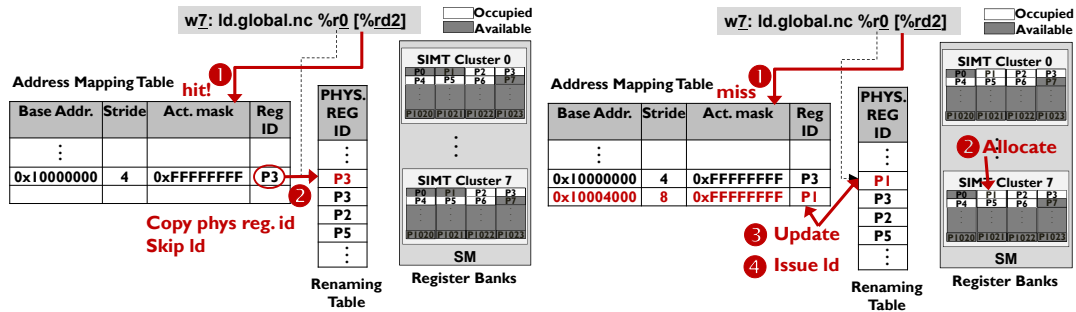 w7: ld.global.nc %r0 [%rd2]
Occupied
Available
1
hit!
Address Mapping Table
Base Addr. Stride Act. mask Reg ID
⋮
0x10000000 4 0xFFFFFFFF P3
2
Copy phys reg. id
Skip ld
PHYS. REG ID
⋮
P3
P3
P2
P5
⋮
Renaming Table
SIMT Cluster 0
P0 P1 P2 P3
P4 P5 P6 P7
P1020 P1021 P1022 P1023
⋮
SIMT Cluster 7
P0 P1 P2 P3
P4 P5 P6 P7
P1020 P1021 P1022 P1023
SM
Register Banks
w7: ld.global.nc %r0 [%rd2]
Occupied
Available
1
miss
Address Mapping Table
Base Addr. Stride Act. mask Reg ID
⋮
0x10000000 4 0xFFFFFFFF P3
0x10004000 8 0xFFFFFFFF P1
3 Update
4 Issue ld
PHYS. REG ID
⋮
P1
P3
P2
P5
⋮
Renaming Table
SIMT Cluster 0
P0 P1 P2 P3
P4 P5 P6 P7
P1020 P1021 P1022 P1023
2 Allocate
SIMT Cluster 7
P0 P1 P2 P3
P4 P5 P6 P7
P1020 P1021 P1022 P1023
SM
Register Banks